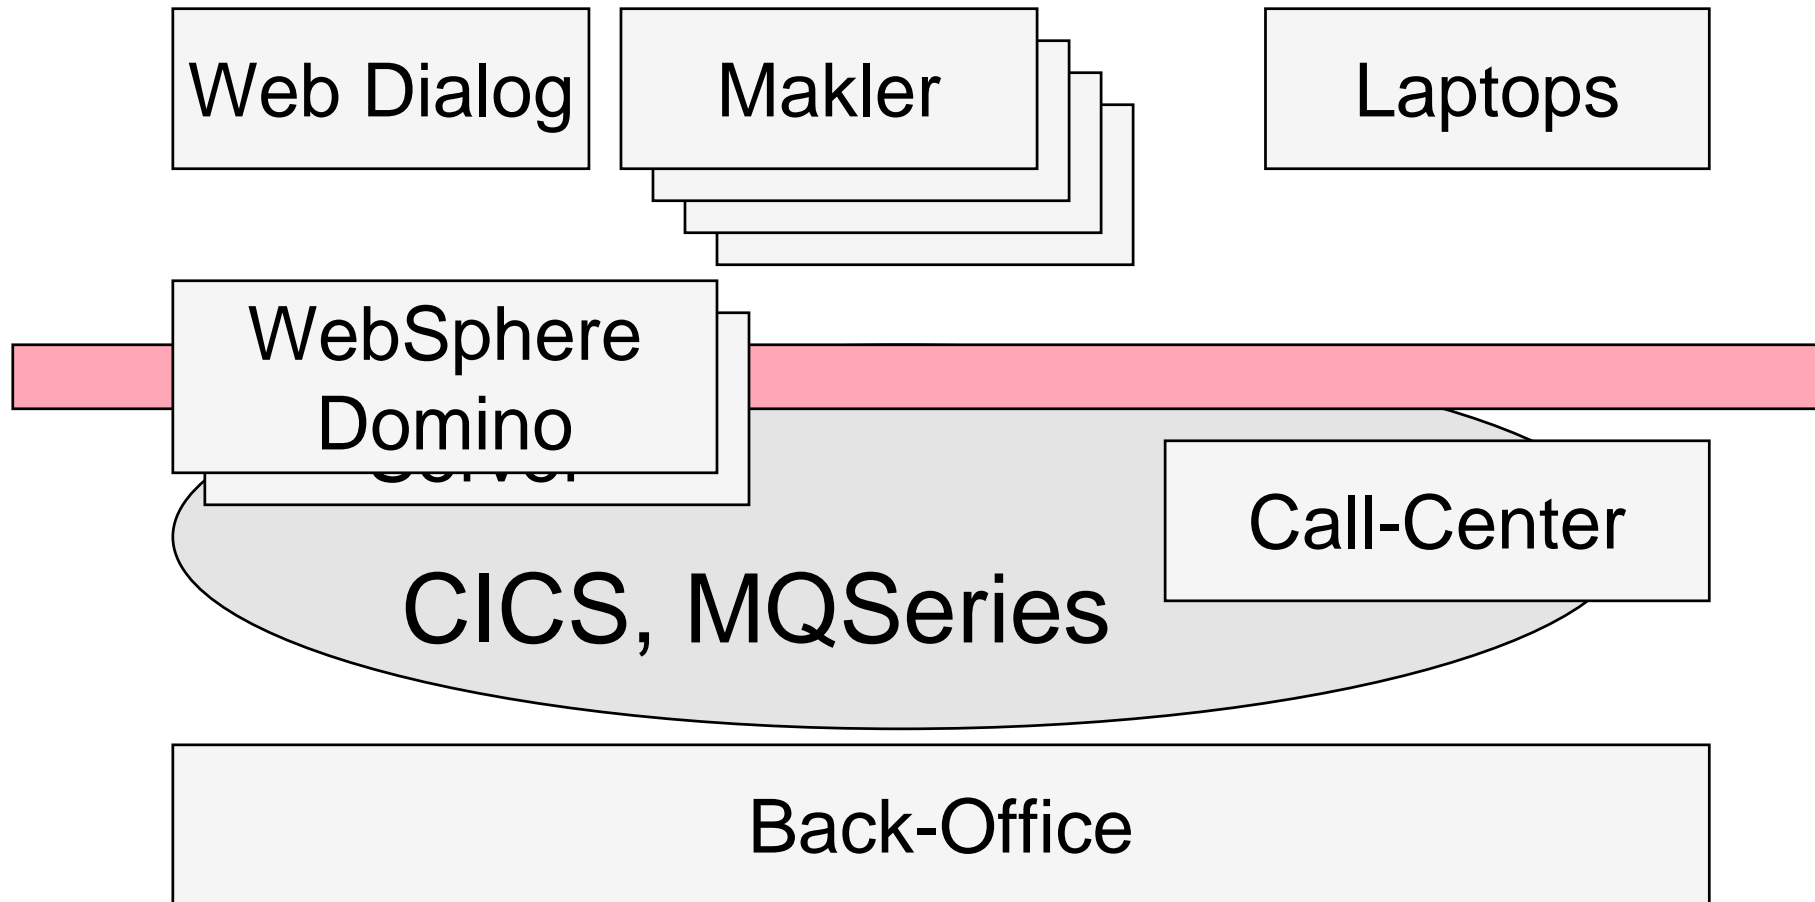 Web Dialog
Makler
Laptops
WebSphere
Domino
Call-Center
CICS, MQSeries
Back-Office